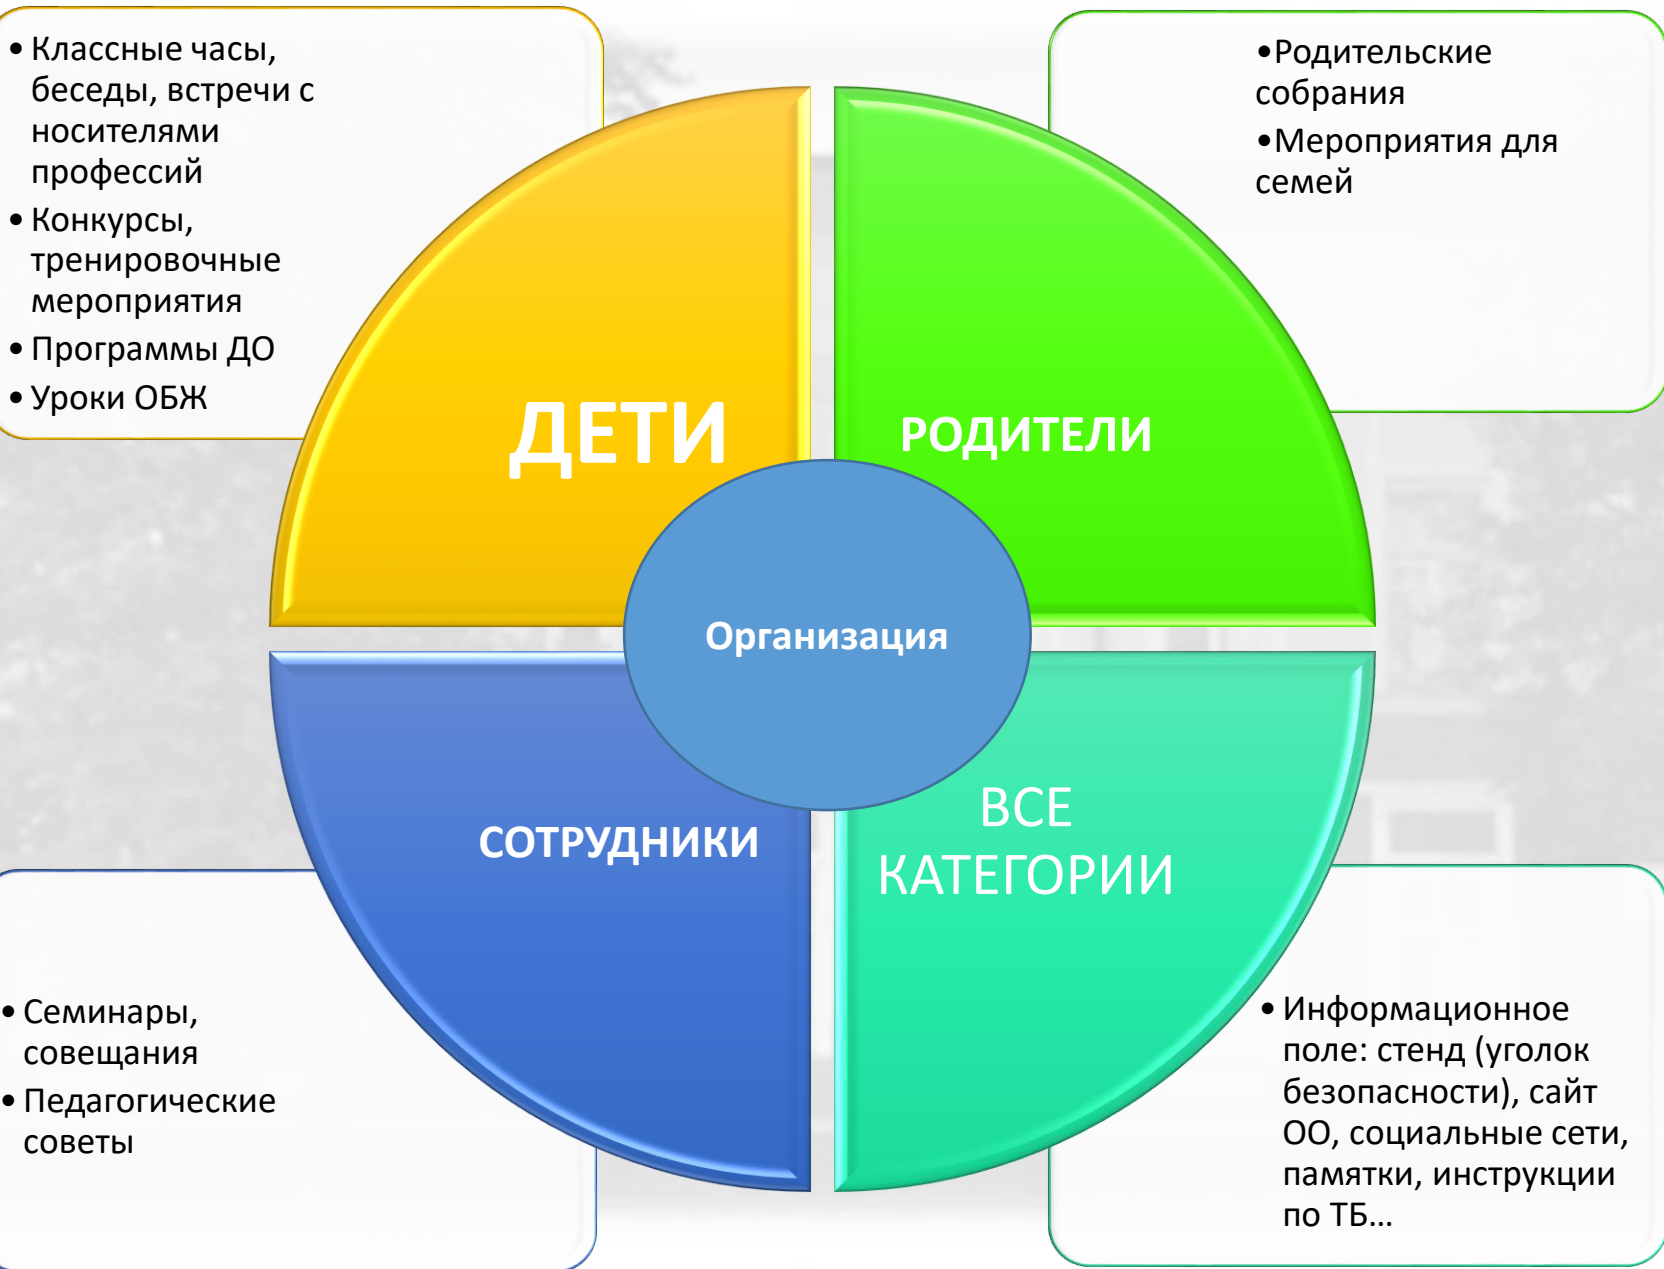 • Классные часы,
беседы, встречи с
носителями
профессий
• Конкурсы,
тренировочные
мероприятия
• Программы ДО
• Уроки ОБЖ
•Родительские
собрания
•Мероприятия для
семей
ДЕТИ
РОДИТЕЛИ
Организация
СОТРУДНИКИ
ВСЕ
КАТЕГОРИИ
• Семинары,
совещания
• Педагогические
советы
• Информационное
поле: стенд (уголок
безопасности), сайт
ОО, социальные сети,
памятки, инструкции
по ТБ…